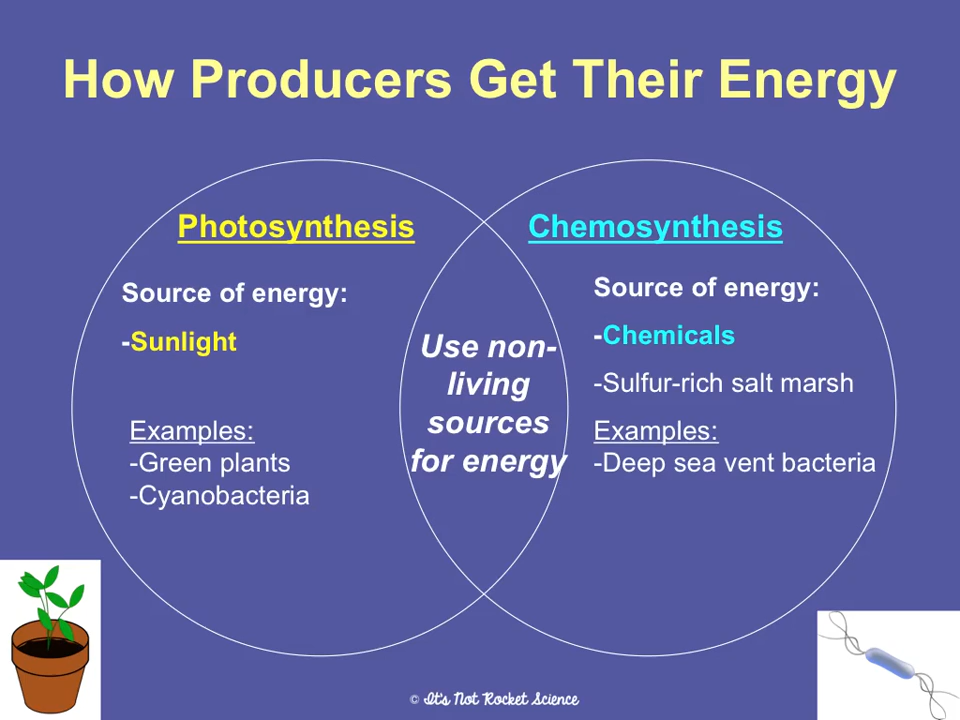 How Producers Get Their Energy
Photosynthesis
Source of energy:
-Sunlight
Examples:
-Green plants
-Cyanobacteria
Use non-
living
sources
for energy
Chemosynthesis
Source of energy:
-Chemicals
-Sulfur-rich salt marsh
Examples:
-Deep sea vent bacteria
© It's Not Rocket Science